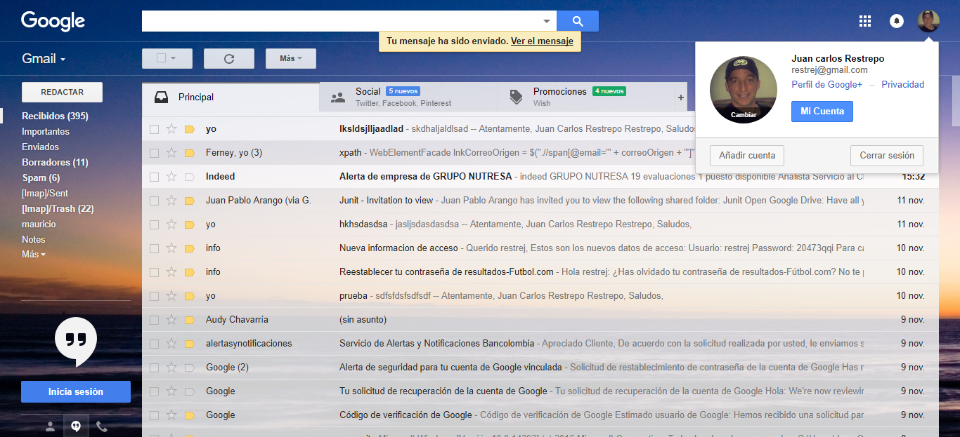 Google
Tu mensaje ha sido enviado. Ver el mensaje
Gmail
Más
Juan carlos Restrepo
restrej@gmail.com
Perfil de Google+ – Privacidad
Mi Cuenta
Cambiar
Añadir cuenta
Cerrar sesión
REDACTAR
Recibidos (395)
Importantes
Enviados
Borradores (11)
Spam (6)
[Imap]/Sent
[Imap]/Trash (22)
mauricio
Notes
Más
Inicia sesión
Principal
Social 5 nuevos
Twitter, Facebook, Pinterest
Promociones 4 nuevos
Wish
+
yo lksldsjlljaadlad - skdhaljaldsad -- Atentamente, Juan Carlos Restrepo Restrepo, Saludos
Ferney, yo (3) xpath - WebElementFacade lnkCorreoOrigen = $(".//span[@email='" + correoOrigen + "']"
Indeed Alerta de empresa de GRUPO NUTRESA - indeed GRUPO NUTRESA 19 evaluaciones 1 puesto disponible Analista Servicio al C 15:32
Juan Pablo Arango (via G. Junit - Invitation to view - Juan Pablo Arango has invited you to view the following shared folder: Junit Open Google Drive: Have all y 11 nov.
yo hkhsdasdsa - jasljsdasdsdasd -- Atentamente, Juan Carlos Restrepo Restrepo, Saludos, 11 nov.
info Nueva informacion de acceso - Querido restrej, Estos son los nuevos datos de acceso: Usuario: restrej Password: 20473qql Para ca 10 nov.
info Reestablecer tu contraseña de resultados-Futbol.com - Hola restrej: ¿Has olvidado tu contraseña de resultados-Fútbol.com? No te p 10 nov.
yo prueba - sdfsfdsfsdfsdf -- Atentamente, Juan Carlos Restrepo Restrepo, Saludos, 10 nov.
Audy Chavarría (sin asunto) 9 nov.
alertasynotificaciones Servicio de Alertas y Notificaciones Bancolombia - Apreciado Cliente, De acuerdo con la solicitud realizada por usted, le enviamos s 9 nov.
Google (2) Alerta de seguridad para tu cuenta de Google vinculada - Solicitud de restablecimiento de contraseña de la cuenta de Google Has r 9 nov.
Google Tu solicitud de recuperación de la cuenta de Google - Tu solicitud de recuperación de la cuenta de Google Hola: We're now reviewin 9 nov.
Google Código de verificación de Google - Código de verificación de Google Estimado usuario de Google: Hemos recibido una solicitud para 9 nov.